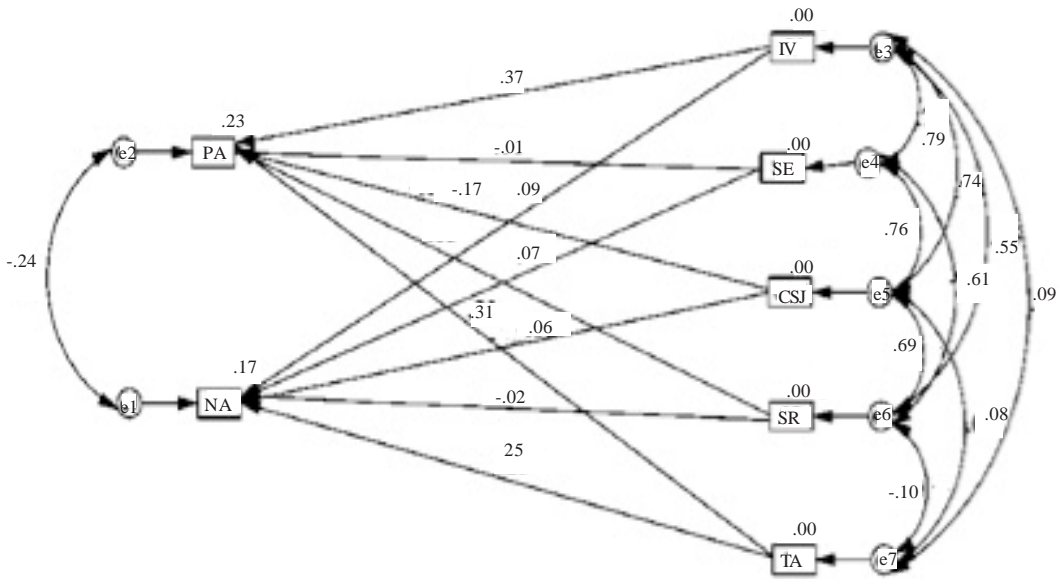 .00
IV
e3
.37
.23
.79
e2
PA
-.01
.00
SE
e4
.74
-.17
.09
.76
.55
-.24
.07
.00
.61
CSJ
e5
.09
.31
.06
.69
.17
.00
e1
NA
-.02
SR
e6
.08
25
-.10
.00
TA
e7